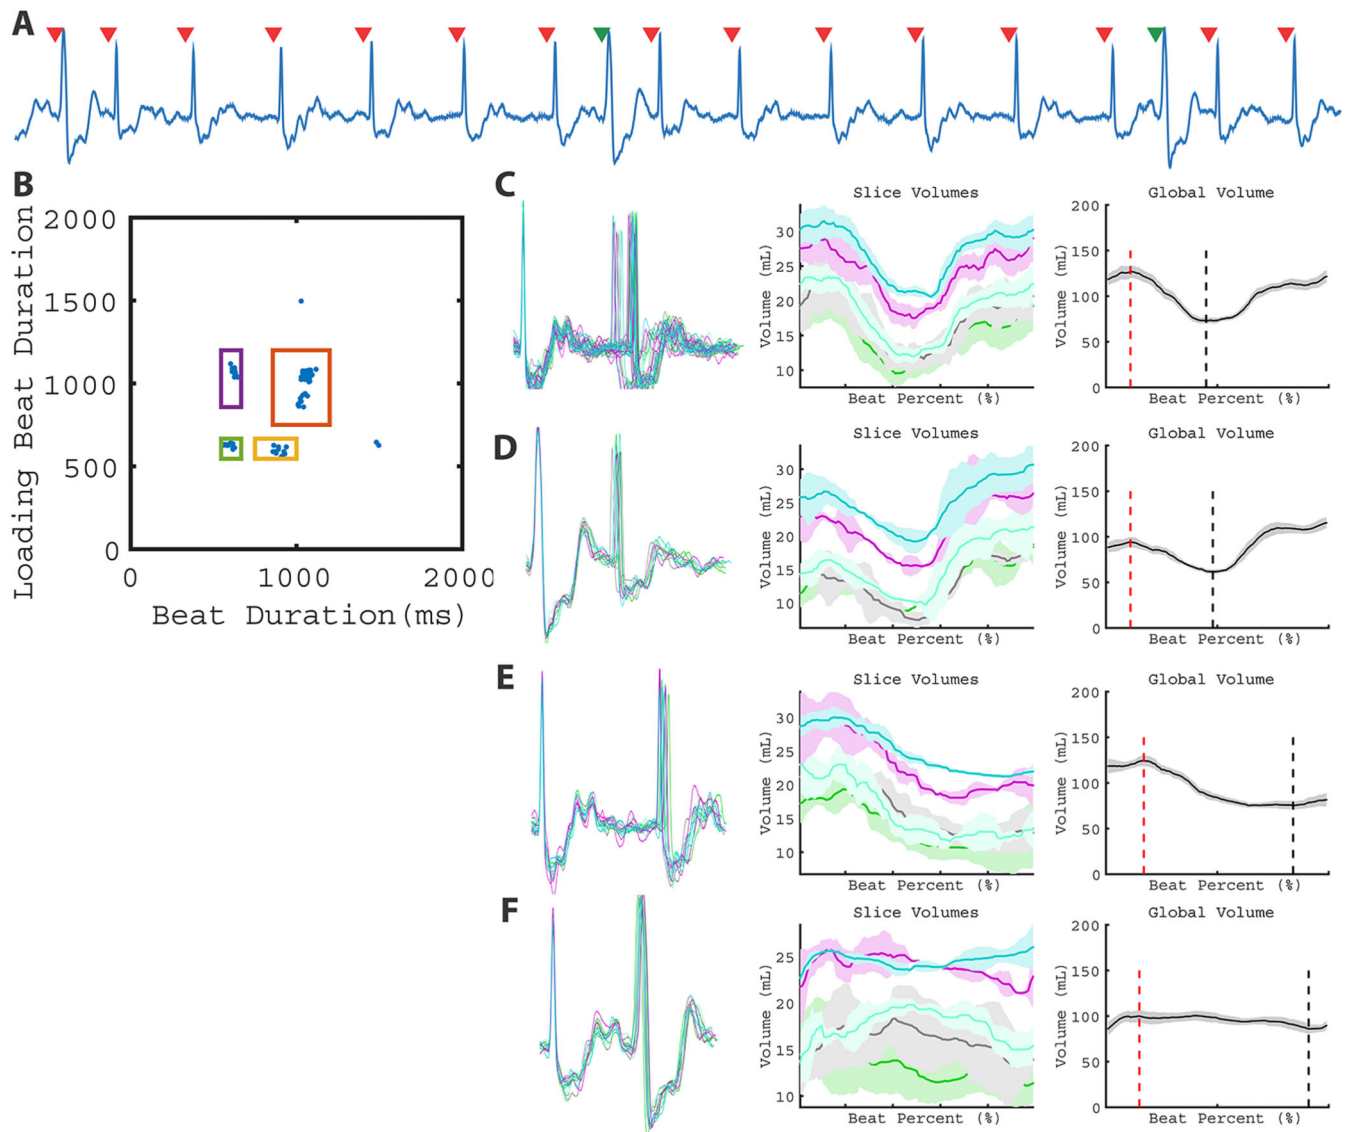 A
B
Loading Beat Duration
2000
1500
1000
500
0
0 1000 2000
Beat Duration(ms)
C
Slice Volumes
Volume (mL)
30
25
20
15
10
Beat Percent (%)
Global Volume
Volume (mL)
200
150
100
50
0
Beat Percent (%)
D
Slice Volumes
Volume (mL)
30
25
20
15
10
Beat Percent (%)
Global Volume
Volume (mL)
200
150
100
50
0
Beat Percent (%)
E
Slice Volumes
Volume (mL)
30
25
20
15
10
Beat Percent (%)
Global Volume
Volume (mL)
200
150
100
50
0
Beat Percent (%)
F
Slice Volumes
Volume (mL)
25
20
15
10
Beat Percent (%)
Global Volume
Volume (mL)
200
150
100
50
0
Beat Percent (%)